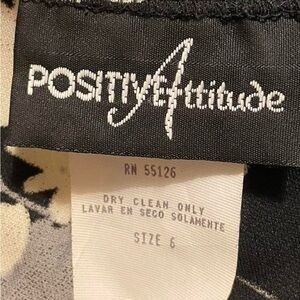 POSITIVE Attitude
RN 55126
DRY CLEAN ONLY
LAVAR EN SECO SOLAMENTE
SIZE 6